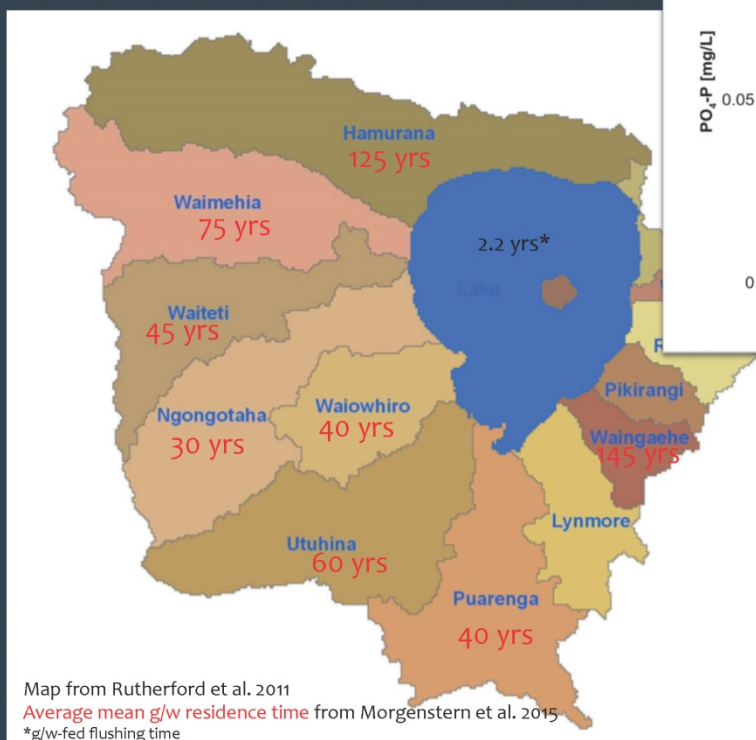 PO₄-P [mg/L]
0.05
0
Hamurana
125 yrs
Waimehia
75 yrs
2.2 yrs*
Lake
Waiteti
45 yrs
R
Ngongotaha
30 yrs
Waiowhiro
40 yrs
Pikirangi
Waingaehe
145 yrs
Lynmore
Utuhina
60 yrs
Puarenga
40 yrs
Map from Rutherford et al. 2011
Average mean g/w residence time from Morgenstern et al. 2015
*g/w-fed flushing time